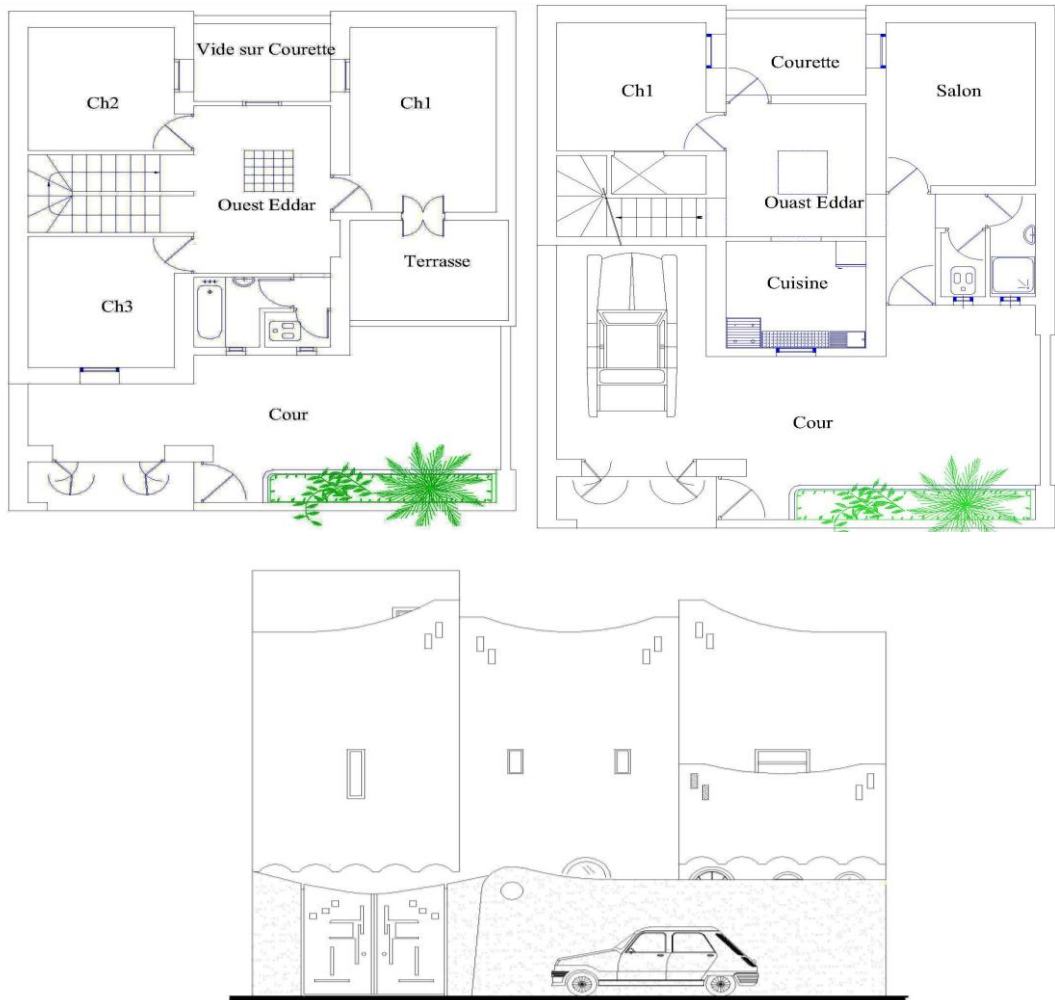 Vide sur Courette
Ch2
Ch1
Ouest Eddar
Terrasse
Ch3
Cour
Courette
Ch1
Salon
Ouast Eddar
Cuisine
Cour